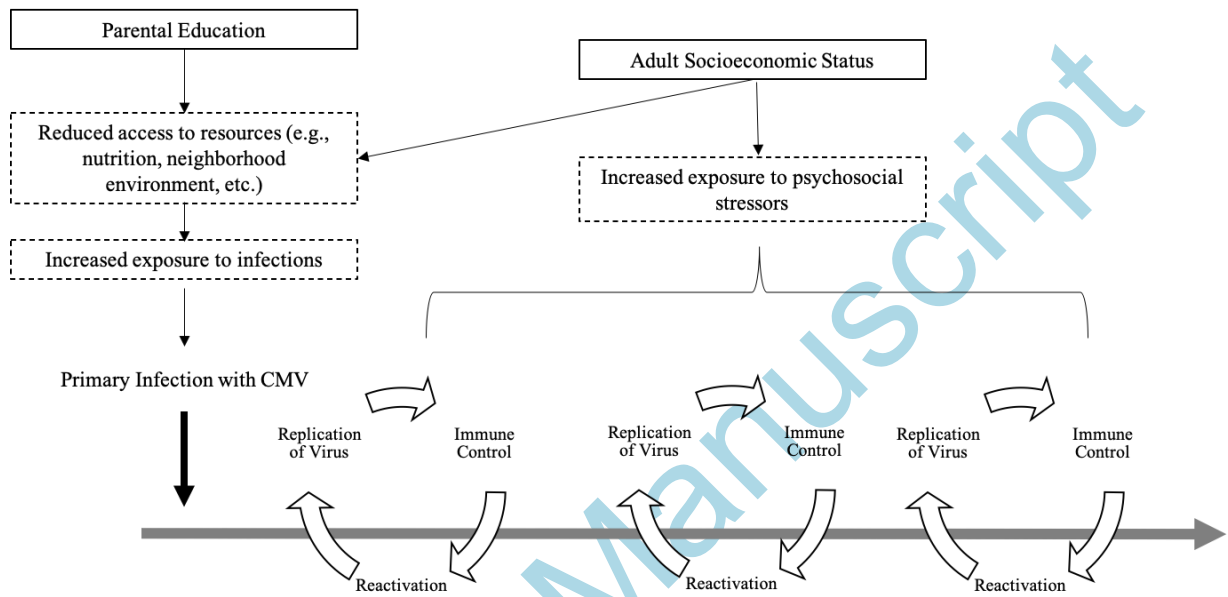 Parental Education
Adult Socioeconomic Status
Reduced access to resources (e.g.,
nutrition, neighborhood
environment, etc.)
Increased exposure to psychosocial
stressors
Increased exposure to infections
Primary Infection with CMV
Replication
of Virus
Immune
Control
Reactivation
Replication
of Virus
Immune
Control
Reactivation
Replication
of Virus
Immune
Control
Reactivation
Manuscript